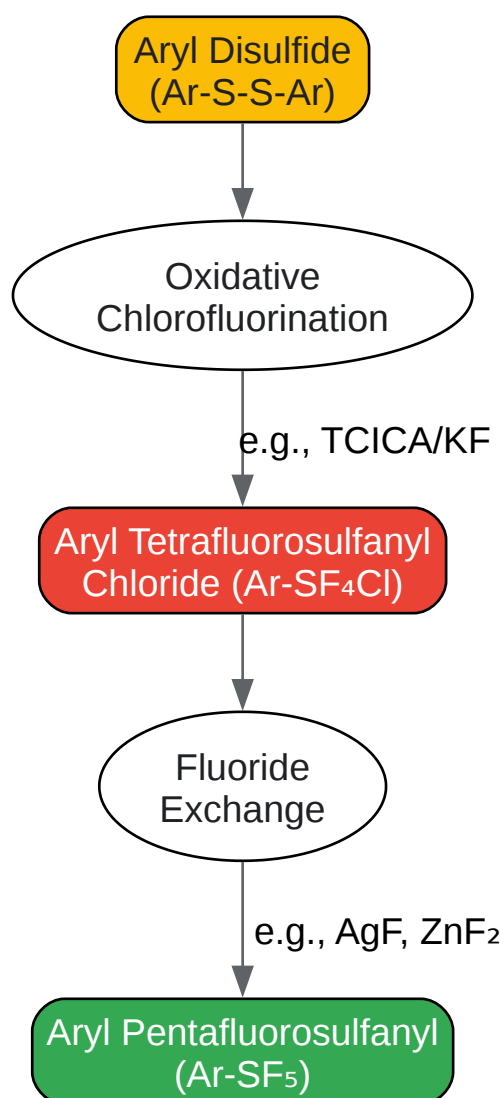 Aryl Disulfide
(Ar-S-S-Ar)
Oxidative
Chlorofluorination
e.g., TCICA/KF
Aryl Tetrafluorosulfanyl
Chloride (Ar-SF₄Cl)
Fluoride
Exchange
e.g., AgF, ZnF₂
Aryl Pentafluorosulfanyl
(Ar-SF₅)